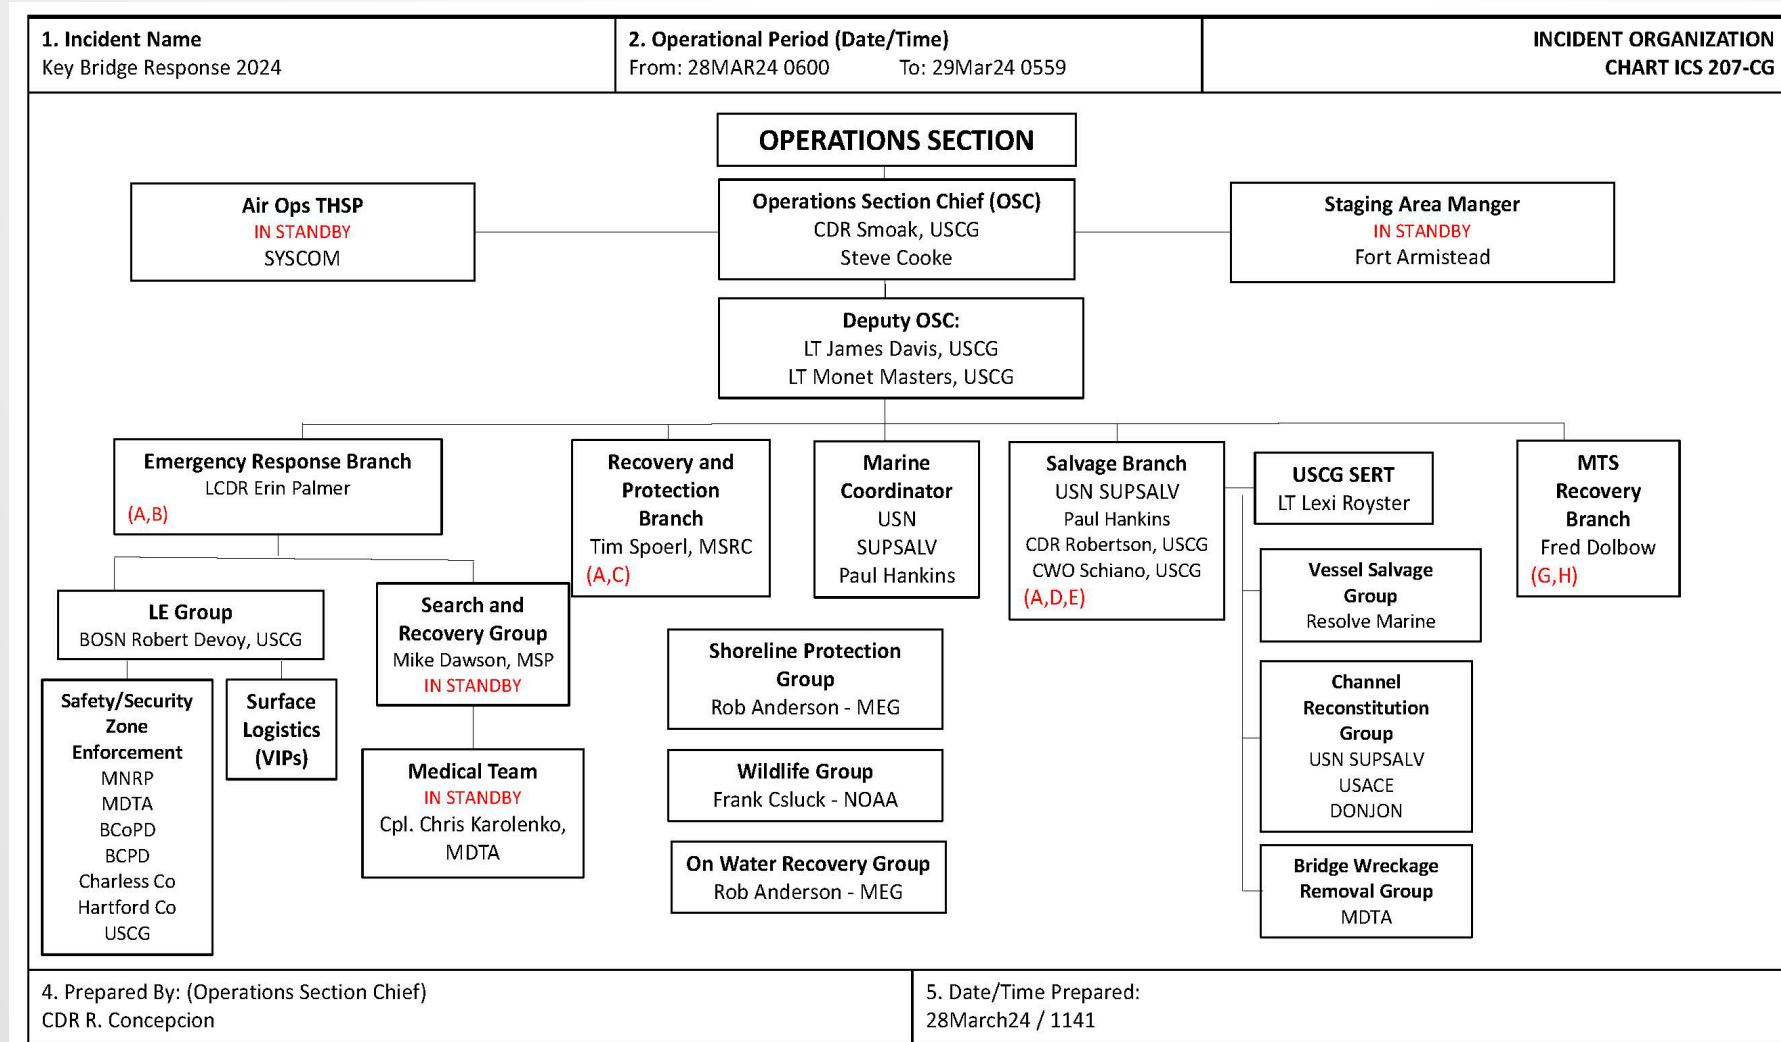 1. Incident Name
Key Bridge Response 2024
2. Operational Period (Date/Time)
From: 28MAR24 0600 To: 29Mar24 0559
INCIDENT ORGANIZATION
CHART ICS 207-CG
OPERATIONS SECTION
Air Ops THSP
IN STANDBY
SYSCOM
Operations Section Chief (OSC)
CDR Smoak, USCG
Steve Cooke
Staging Area Manger
IN STANDBY
Fort Armistead
Deputy OSC:
LT James Davis, USCG
LT Monet Masters, USCG
Emergency Response Branch
LCDR Erin Palmer
(A,B)
Recovery and
Protection
Branch
Tim Spoerl, MSRC
(A,C)
Marine
Coordinator
USN
SUPSALV
Paul Hankins
Salvage Branch
USN SUPSALV
Paul Hankins
CDR Robertson, USCG
CWO Schiano, USCG
(A,D,E)
USCG SERT
LT Lexi Royster
MTS
Recovery
Branch
Fred Dolbow
(G,H)
LE Group
BOSN Robert Devoy, USCG
Search and
Recovery Group
Mike Dawson, MSP
IN STANDBY
Vessel Salvage
Group
Resolve Marine
Shoreline Protection
Group
Rob Anderson - MEG
Safety/Security
Zone
Enforcement
MNRP
MDTA
BCoPD
BCPD
Charless Co
Hartford Co
USCG
Surface
Logistics
(VIPs)
Medical Team
IN STANDBY
Cpl. Chris Karolenko,
MDTA
Wildlife Group
Frank Csluck - NOAA
On Water Recovery Group
Rob Anderson - MEG
Channel
Reconstitution
Group
USN SUPSALV
USACE
DONJON
Bridge Wreckage
Removal Group
MDTA
4. Prepared By: (Operations Section Chief)
CDR R. Concepcion
5. Date/Time Prepared:
28March24 / 1141